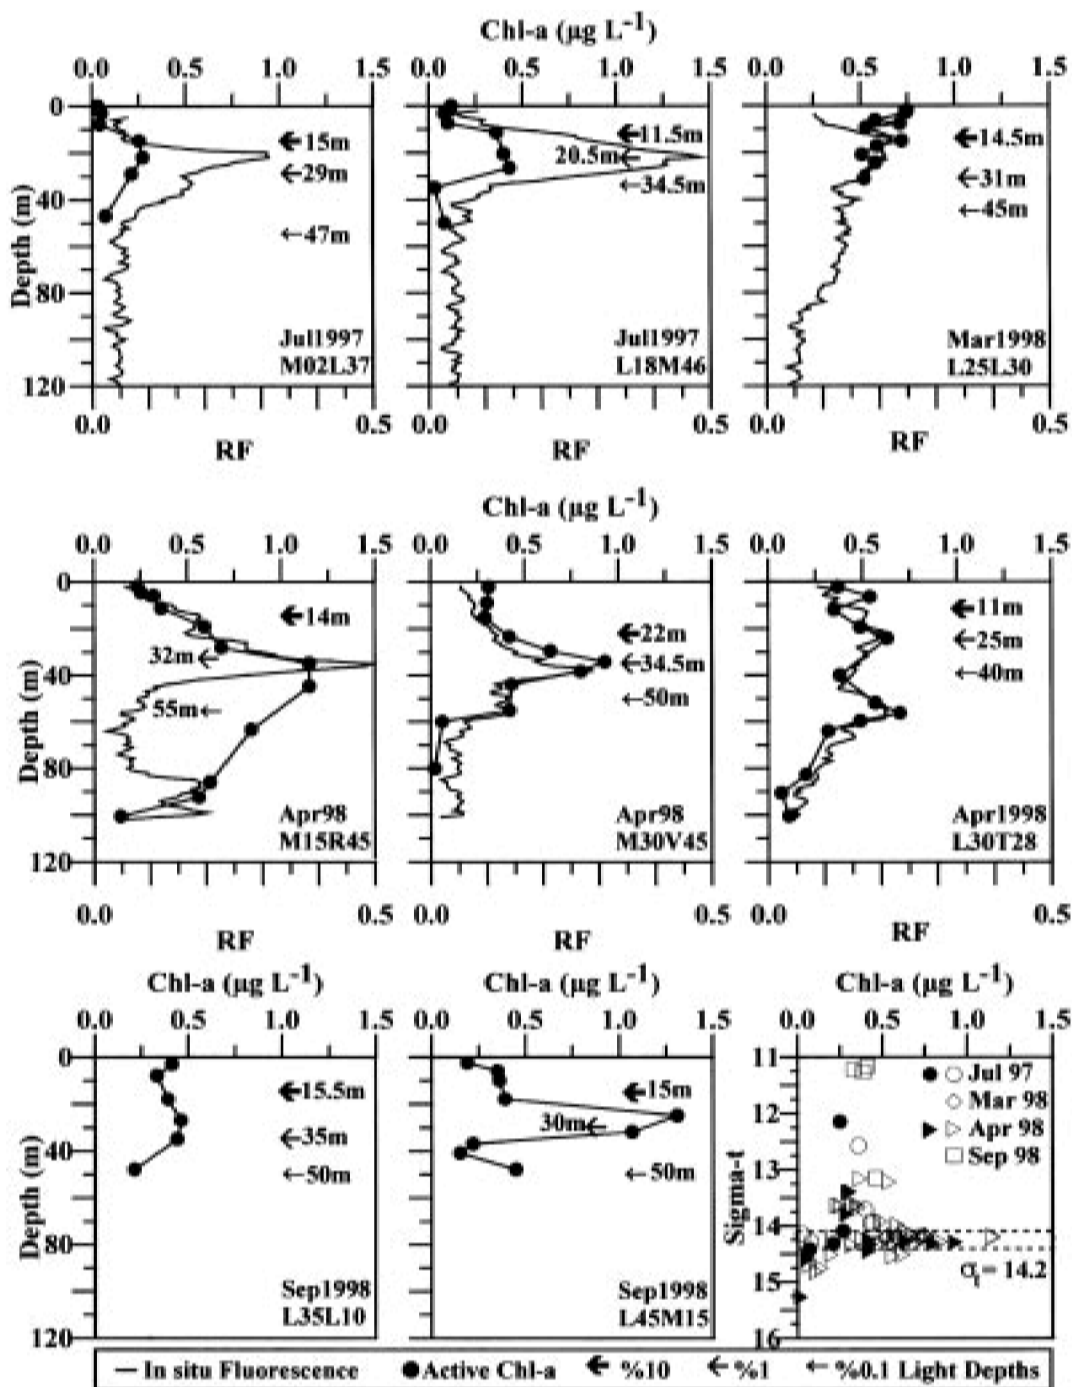 Chl-a (µg L-1)
0.0 0.5 1.0 1.5 0.0 0.5 1.0 1.5 0.0 0.5 1.0 1.5
0
40
80
120
Depth (m)
15m
29m
47m
Jul1997
M02L37
11.5m
20.5m
34.5m
Jul1997
L18M46
14.5m
31m
45m
Mar1998
L25L30
0.0 0.5 0.0 0.5 0.0 0.5
RF RF RF
Chl-a (µg L-1)
0.0 0.5 1.0 1.5 0.0 0.5 1.0 1.5 0.0 0.5 1.0 1.5
0
40
80
120
Depth (m)
14m
32m
55m
Apr98
M15R45
22m
34.5m
50m
Apr98
M30V45
11m
25m
40m
Apr1998
L30T28
0.0 0.5 0.0 0.5 0.0 0.5
RF RF RF
Chl-a (µg L-1) Chl-a (µg L-1) Chl-a (µg L-1)
0.0 0.5 1.0 1.5 0.0 0.5 1.0 1.5 0.0 0.5 1.0 1.5
0
40
80
120
Depth (m)
15.5m
35m
50m
Sep1998
L35L10
15m
30m
50m
Sep1998
L45M15
11
12
13
14
15
16
Sigma-t
Jul 97
Mar 98
Apr 98
Sep 98
σt= 14.2
In situ Fluorescence Active Chl-a %10 %1 %0.1 Light Depths